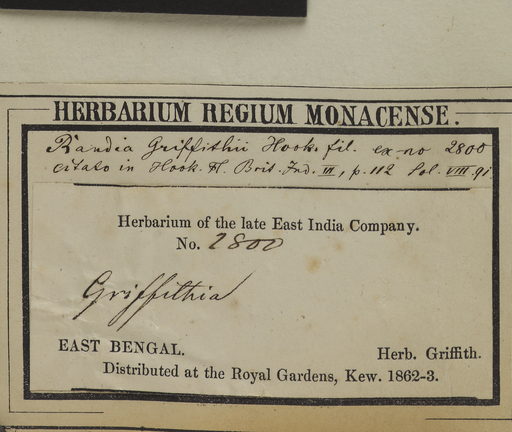 HERBARIUM REGIUM MONACENSE.
Randia Griffithii Hook. fil. ex no 2800
citato in Hook. Fl. Brit. Ind. III, p. 112 Sol. VIII. 91
Herbarium of the late East India Company.
No. 2800
Griffithia
EAST BENGAL.
Herb. Griffith.
Distributed at the Royal Gardens, Kew. 1862-3.